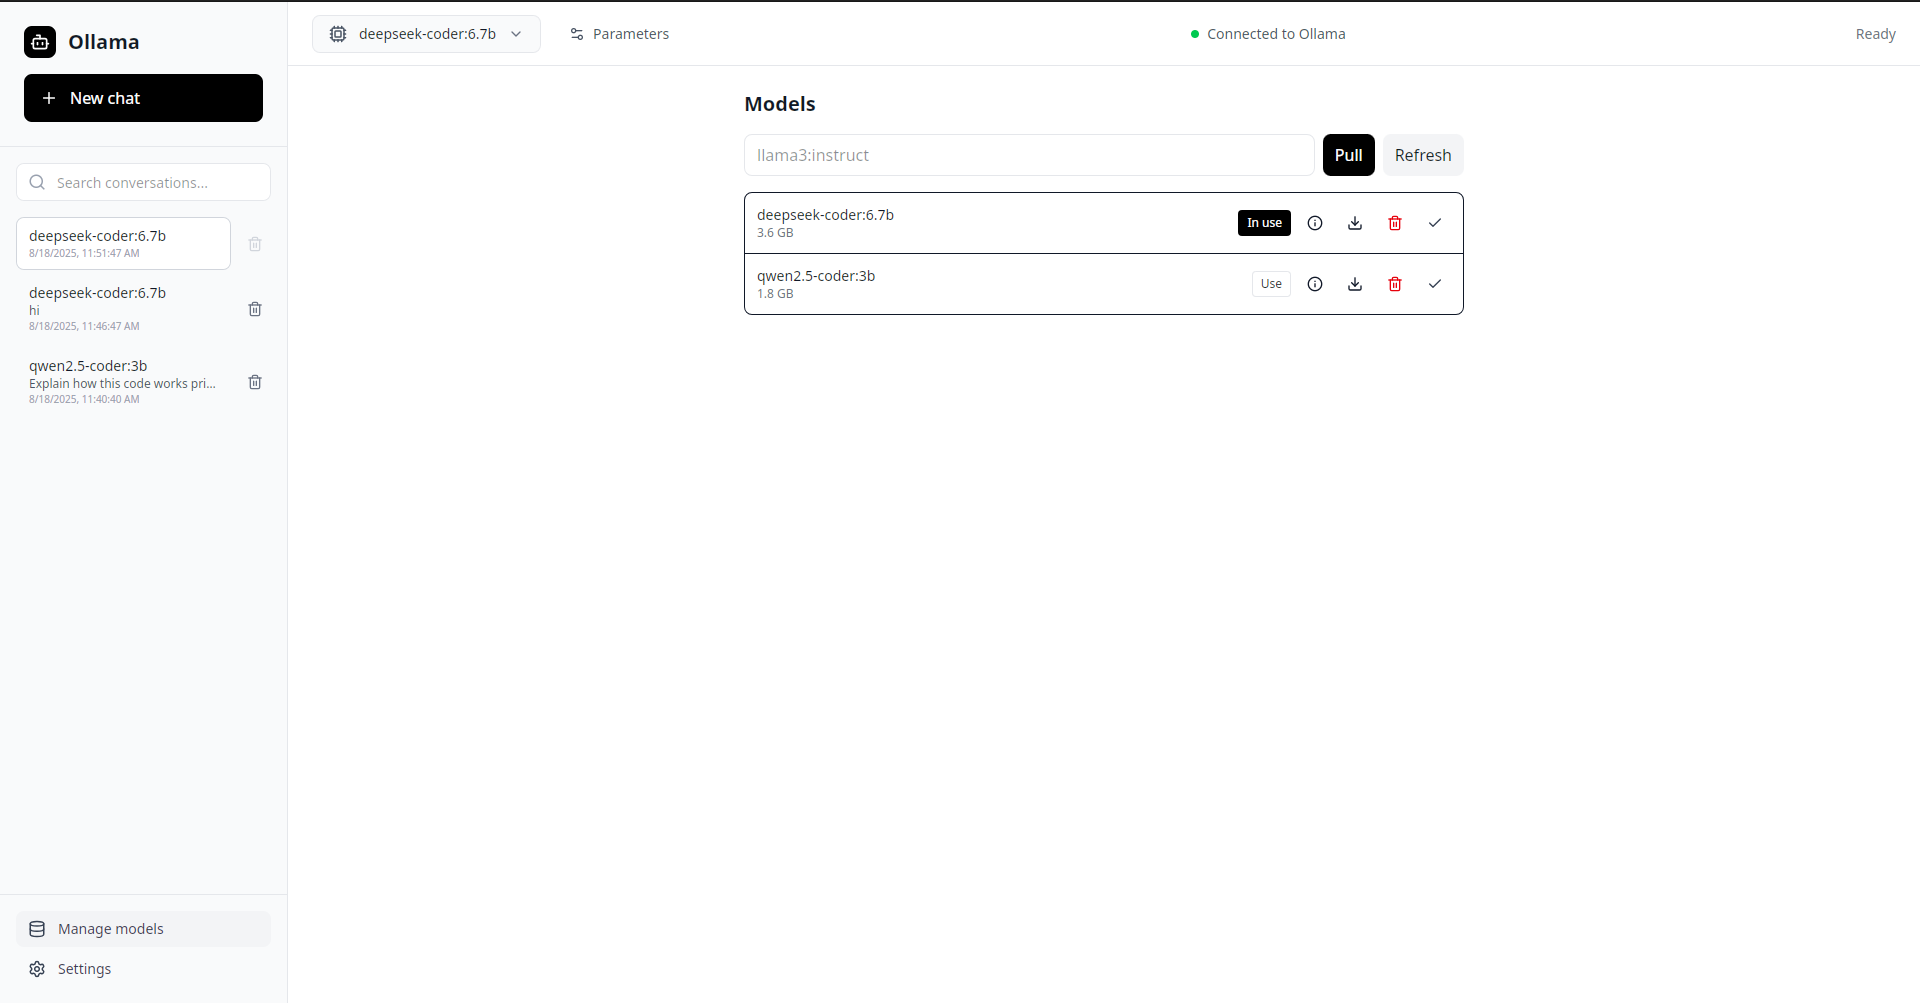 Ollama
New chat
Search conversations...
deepseek-coder:6.7b
8/18/2025, 11:51:47 AM
deepseek-coder:6.7b
hi
8/18/2025, 11:46:47 AM
qwen2.5-coder:3b
Explain how this code works pri...
8/18/2025, 11:40:40 AM
Manage models
Settings
deepseek-coder:6.7b
Parameters
Connected to Ollama
Ready
Models
llama3:instruct
Pull
Refresh
deepseek-coder:6.7b
3.6 GB
In use
qwen2.5-coder:3b
1.8 GB
Use